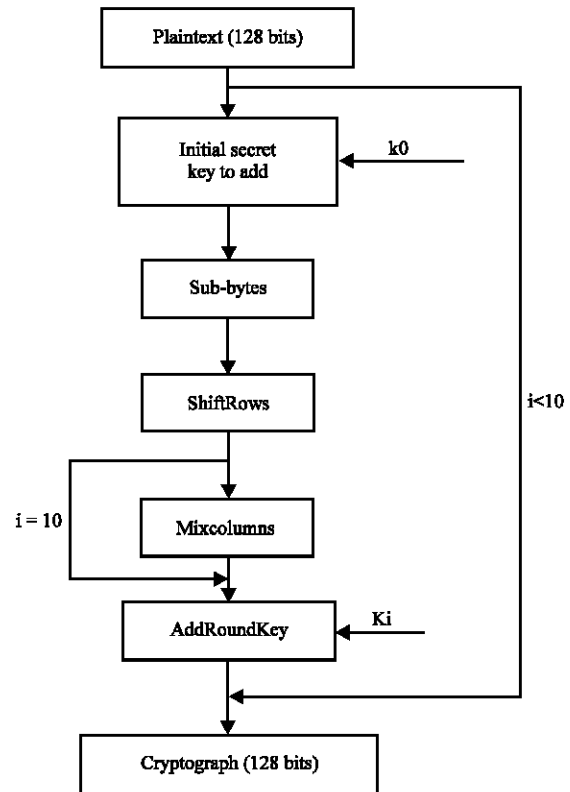 Plaintext (128 bits)
Initial secret
key to add
k0
Sub-bytes
ShiftRows
i<10
i = 10
Mixcolumns
AddRoundKey
Ki
Cryptograph (128 bits)